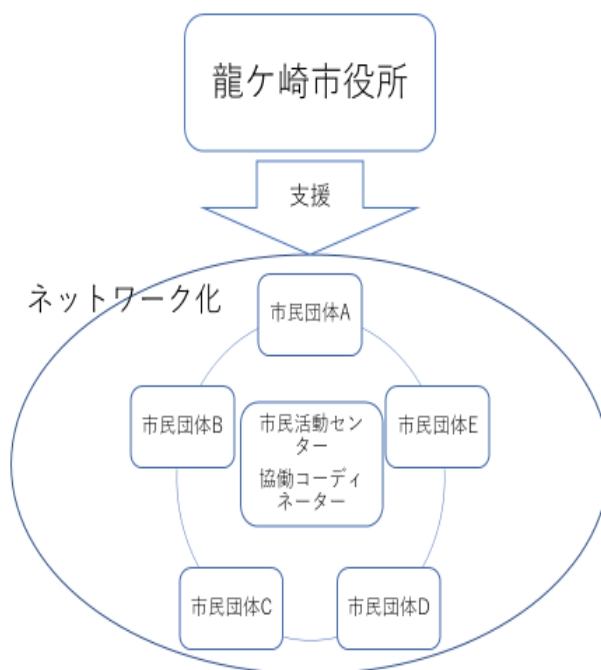 龍ケ崎市役所
支援
ネットワーク化
市民団体A
市民団体B
市民活動セン
ター
協働コーディ
ネーター
市民団体E
市民団体C
市民団体D